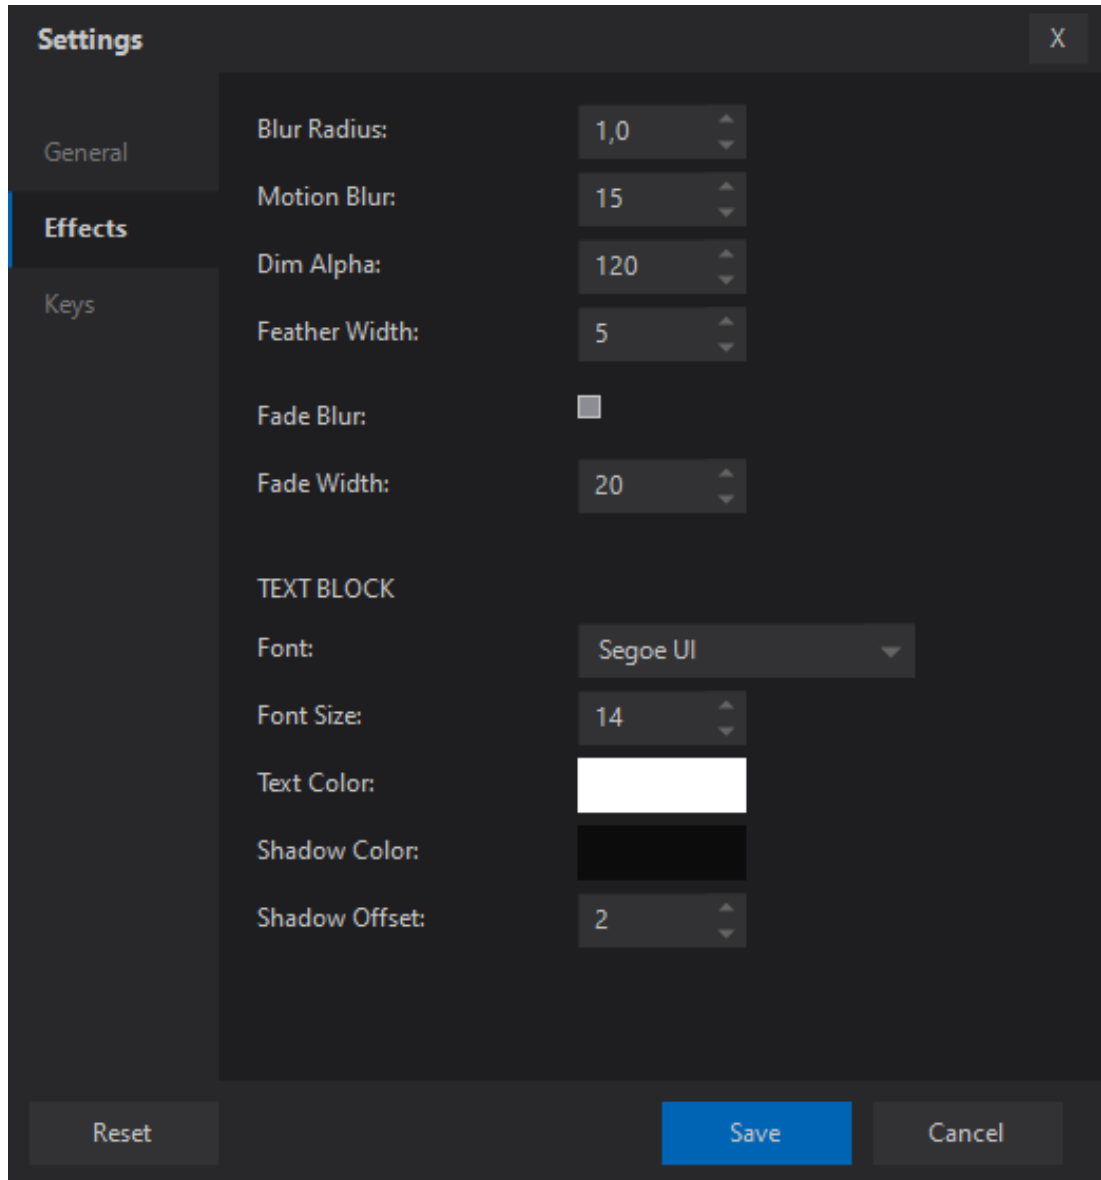 Settings
X
General
Effects
Keys
Blur Radius: 1,0
Motion Blur: 15
Dim Alpha: 120
Feather Width: 5
Fade Blur:
Fade Width: 20
TEXT BLOCK
Font: Segoe UI
Font Size: 14
Text Color:
Shadow Color:
Shadow Offset: 2
Reset
Save
Cancel